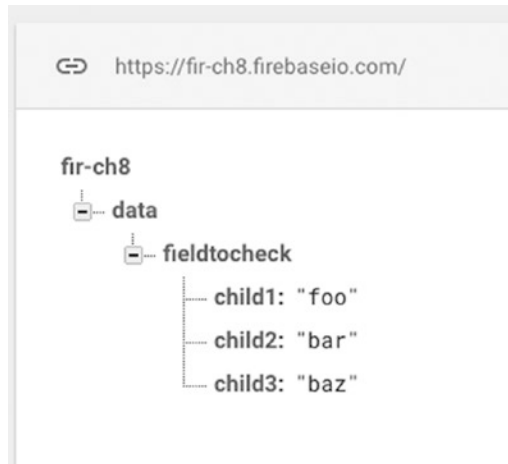 https://fir-ch8.firebaseio.com/
fir-ch8
data
fieldtocheck
child1: "foo"
child2: "bar"
child3: "baz"